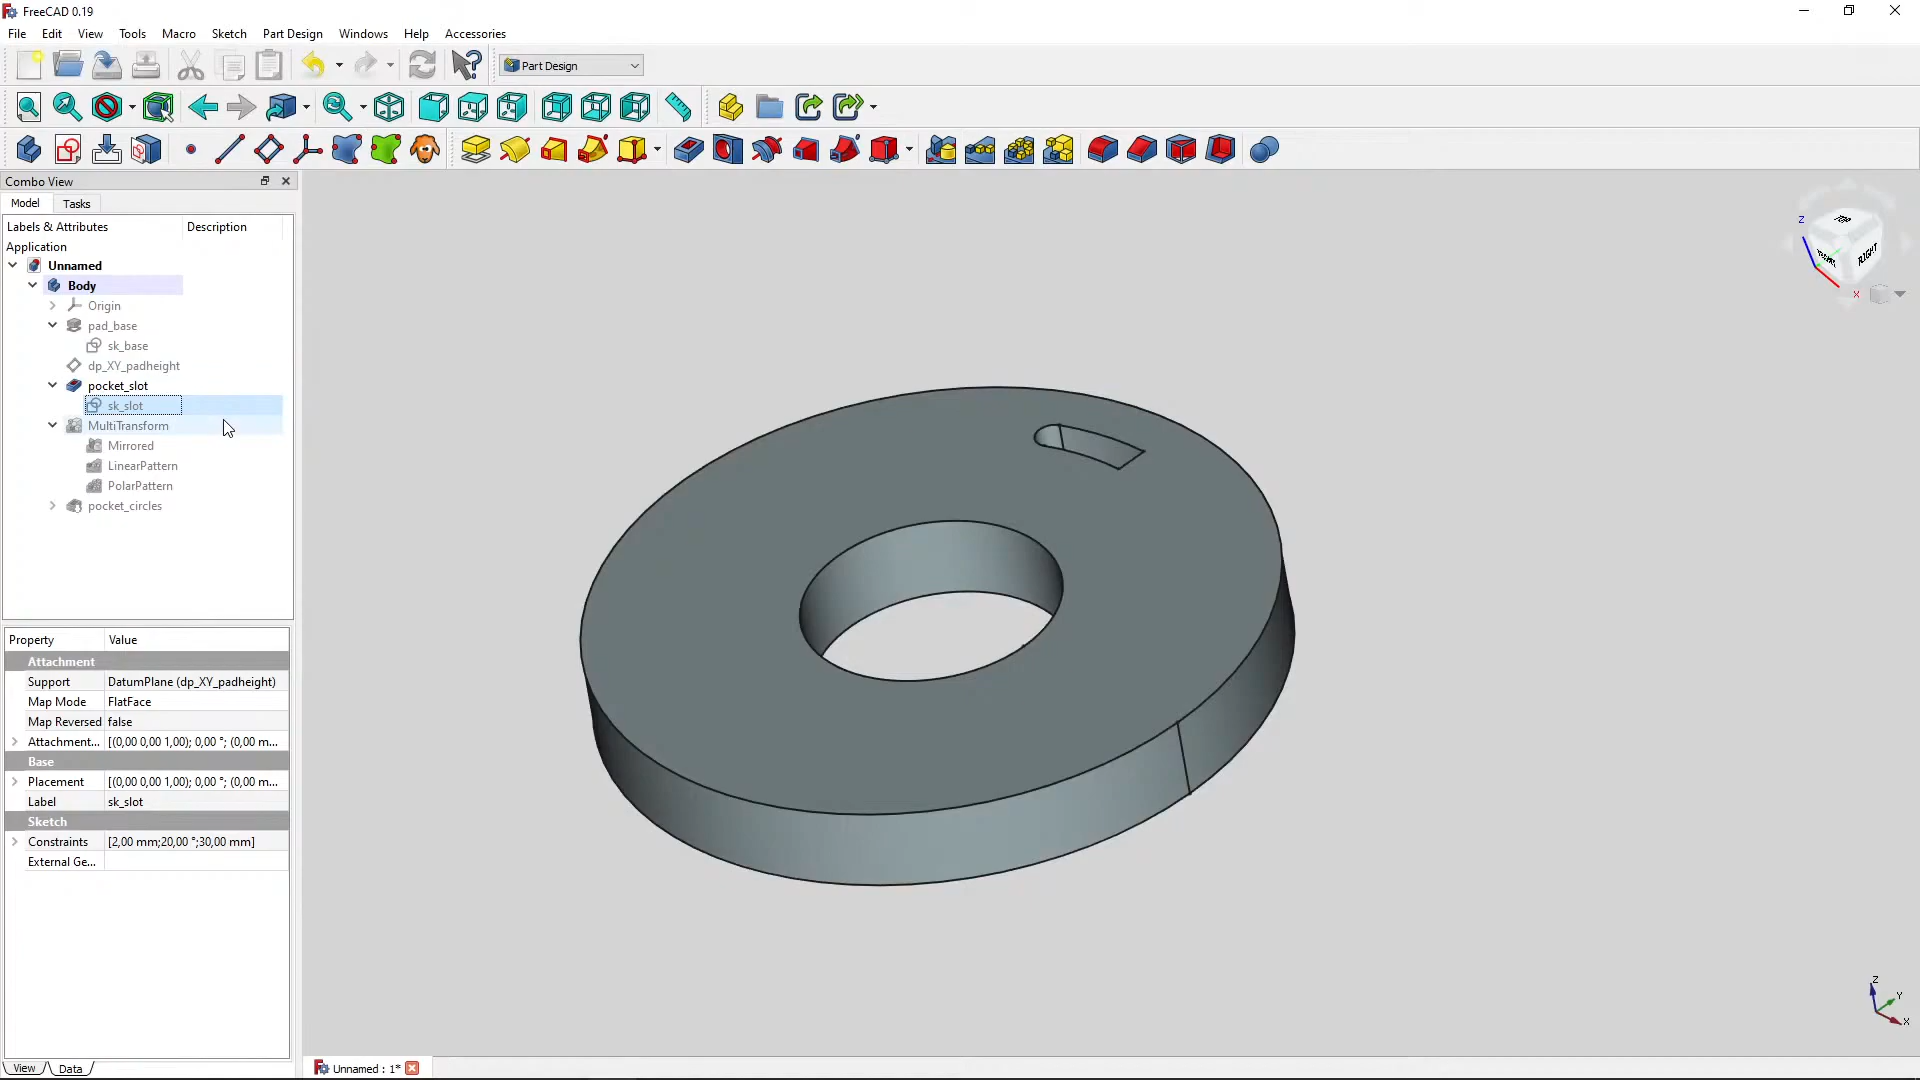 FreeCAD 0.19
File Edit View Tools Macro Sketch Part Design Windows Help Accessories
Part Design
Combo View
Model Tasks
Labels & Attributes Description
Application
Unnamed
Body
Origin
pad_base
sk_base
dp_XY_padheight
pocket_slot
sk_slot
MultiTransform
Mirrored
LinearPattern
PolarPattern
pocket_circles
Property Value
Attachment
Support DatumPlane (dp_XY_padheight)
Map Mode FlatFace
Map Reversed false
Attachment... [(0,00 0,00 1,00); 0,00 °; (0,00 m...
Base
Placement [(0,00 0,00 1,00); 0,00 °; (0,00 m...
Label sk_slot
Sketch
Constraints [2,00 mm;20,00 °;30,00 mm]
External Ge...
View Data
Unnamed : 1*
TOP
RIGHT
Z
X
Z
Y
X